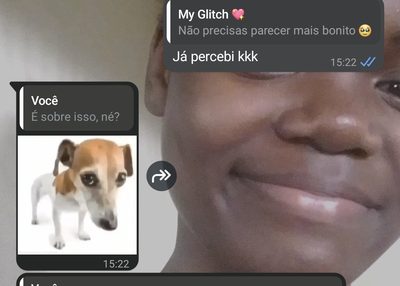 My Glitch 💘
Não precisas parecer mais bonito 🥺
Já percebi kkk
15:22
Você
É sobre isso, né?
15:22